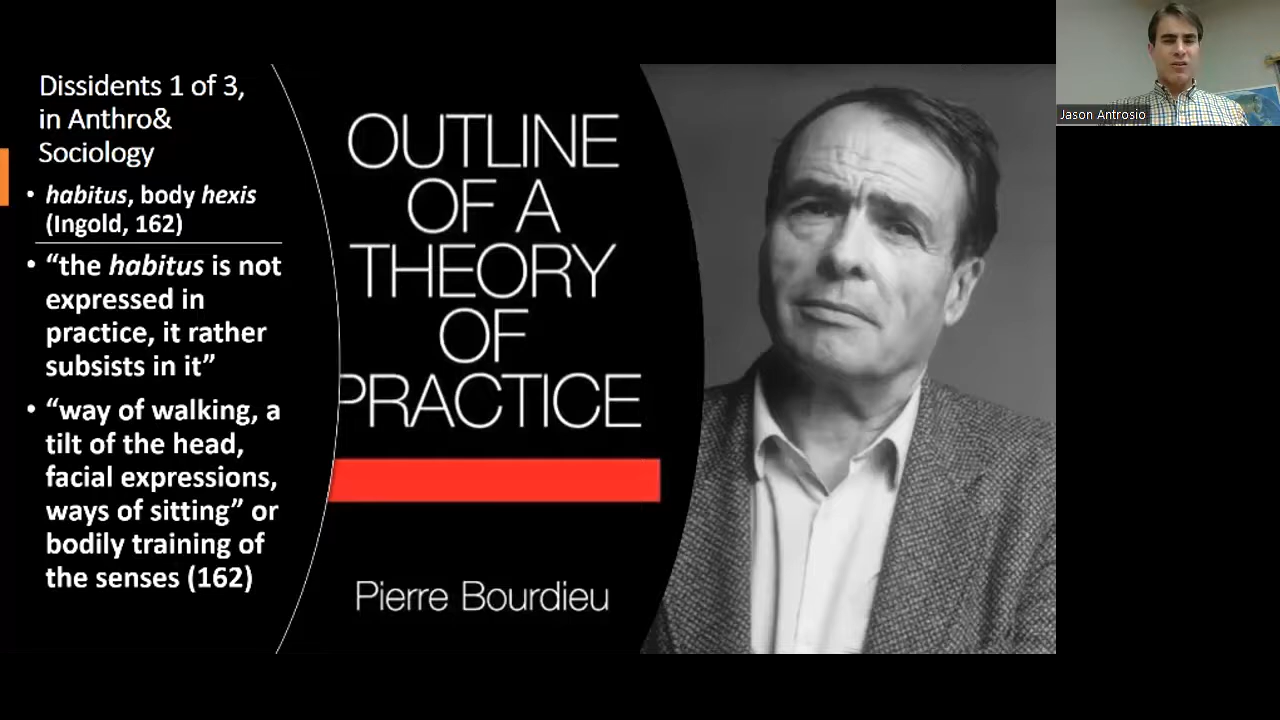 Dissidents 1 of 3,
in Anthro&
Sociology
• habitus, body hexis
(Ingold, 162)
• “the habitus is not
expressed in
practice, it rather
subsists in it”
• “way of walking, a
tilt of the head,
facial expressions,
ways of sitting” or
bodily training of
the senses (162)
OUTLINE
OF A
THEORY
OF
PRACTICE
Pierre Bourdieu
Jason Antrosio